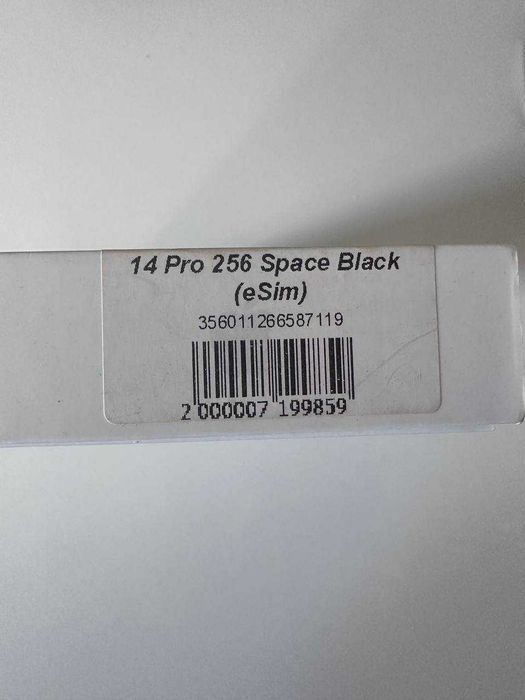 14 Pro 256 Space Black
(eSim)
356011266587119
2 000007 199859